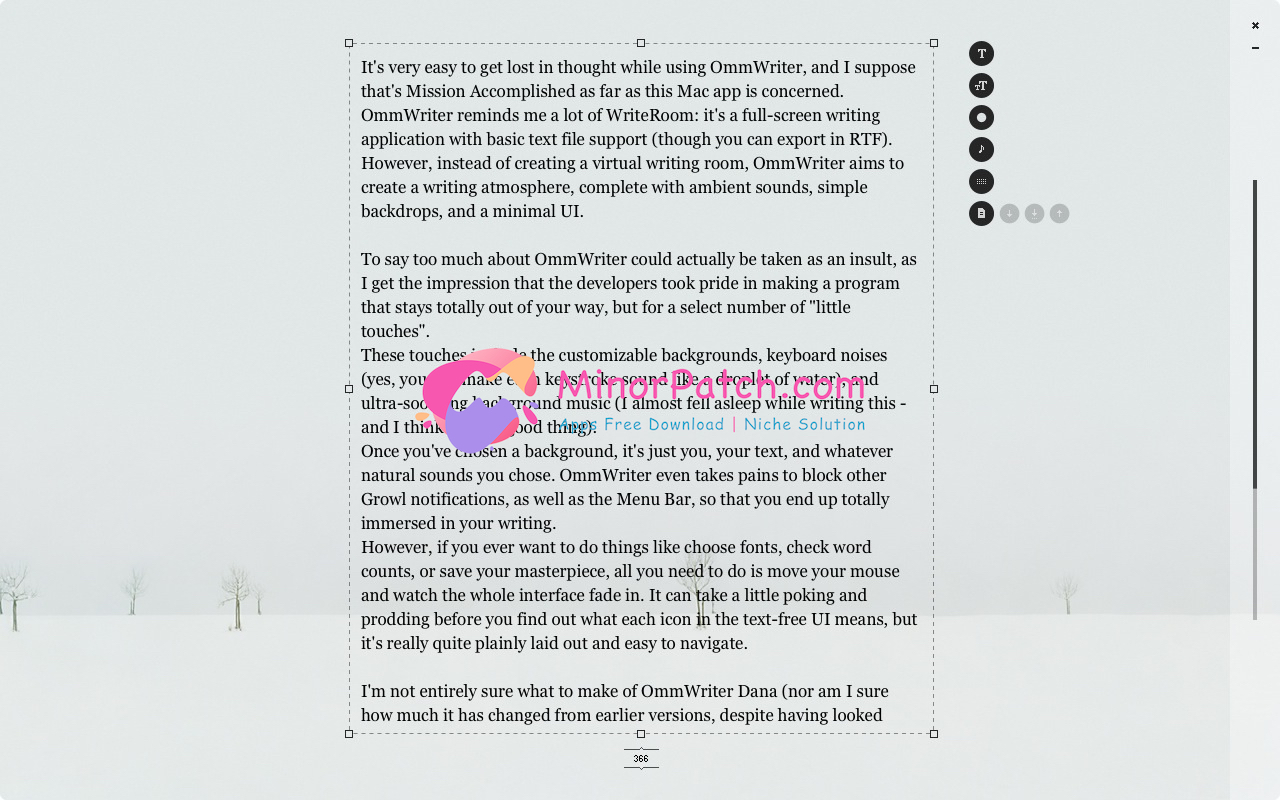 It's very easy to get lost in thought while using OmmWriter, and I suppose
that's Mission Accomplished as far as this Mac app is concerned.
OmmWriter reminds me a lot of WriteRoom: it's a full-screen writing
application with basic text file support (though you can export in RTF).
However, instead of creating a virtual writing room, OmmWriter aims to
create a writing atmosphere, complete with ambient sounds, simple
backdrops, and a minimal UI.
To say too much about OmmWriter could actually be taken as an insult, as
I get the impression that the developers took pride in making a program
that stays totally out of your way, but for a select number of "little
touches".
These touches the customizable backgrounds, keyboard noises
(yes, you make each keystroke sound like a droplet of water), and
MinorPatch.com
ultra-soothing background music (I almost fell asleep while writing this -
and I think good thing).
Apps Free Download | Niche Solution
Once you've chosen a background, it's just you, your text, and whatever
natural sounds you chose. OmmWriter even takes pains to block other
Growl notifications, as well as the Menu Bar, so that you end up totally
immersed in your writing.
However, if you ever want to do things like choose fonts, check word
counts, or save your masterpiece, all you need to do is move your mouse
and watch the whole interface fade in. It can take a little poking and
prodding before you find out what each icon in the text-free UI means, but
it's really quite plainly laid out and easy to navigate.
I'm not entirely sure what to make of OmmWriter Dana (nor am I sure
how much it has changed from earlier versions, despite having looked
366
T
TT